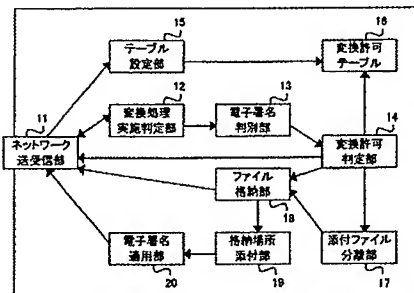 15
テーブル
設定部
16
変換許可
テーブル
11
ネットワーク
送受信部
12
変換処理
実施判定部
13
電子署名
判別部
14
変換許可
判定部
ファイル
格納部
18
電子署名
適用部
20
格納場所
添付部
19
添付ファイル
分離部
17